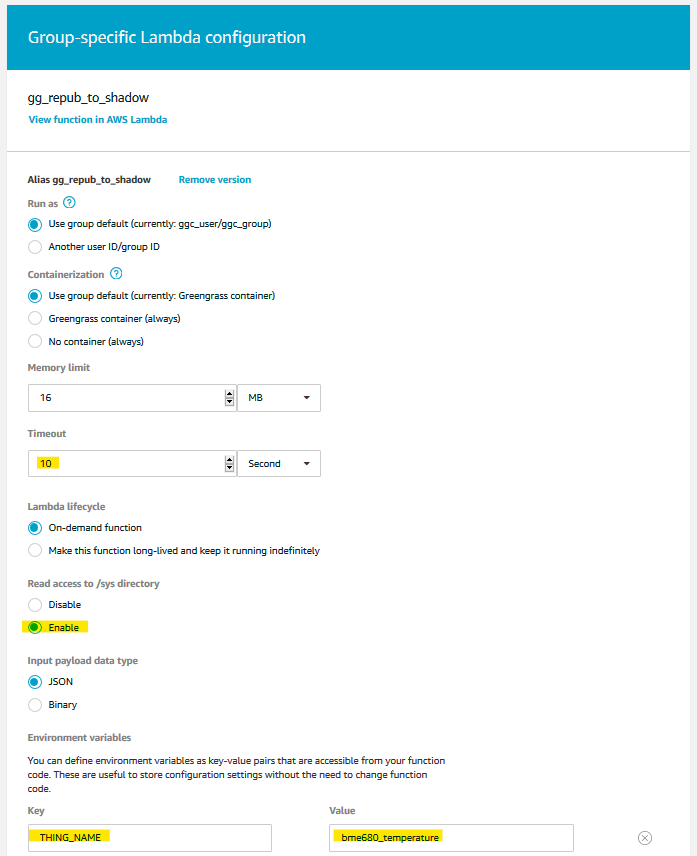 Group-specific Lambda configuration
gg_repub_to_shadow
View function in AWS Lambda
Alias gg_repub_to_shadow Remove version
Run as ?
Use group default (currently: ggc_user/ggc_group)
Another user ID/group ID
Containerization ?
Use group default (currently: Greengrass container)
Greengrass container (always)
No container (always)
Memory limit
16 MB
Timeout
10 Second
Lambda lifecycle
On-demand function
Make this function long-lived and keep it running indefinitely
Read access to /sys directory
Disable
Enable
Input payload data type
JSON
Binary
Environment variables
You can define environment variables as key-value pairs that are accessible from your function
code. These are useful to store configuration settings without the need to change function
code.
Key Value
THING_NAME bme680_temperature